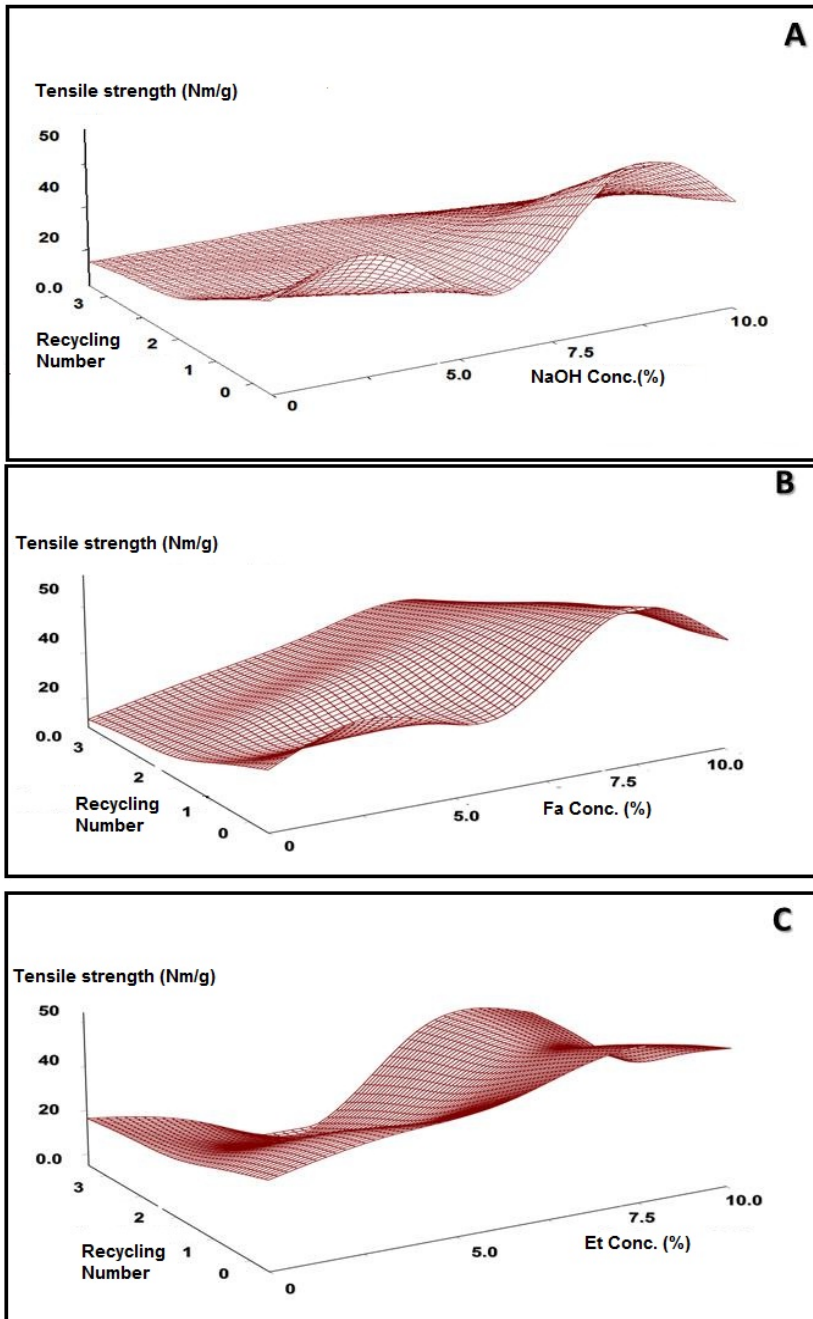 A
Tensile strength (Nm/g)
50
40
20
0.0
3
2
1
0
Recycling
Number
0
5.0
7.5
10.0
NaOH Conc.(%)
B
Tensile strength (Nm/g)
50
40
20
0.0
3
2
1
0
Recycling
Number
0
5.0
7.5
10.0
Fa Conc. (%)
C
Tensile strength (Nm/g)
50
40
20
0.0
3
2
1
0
Recycling
Number
0
5.0
7.5
10.0
Et Conc. (%)